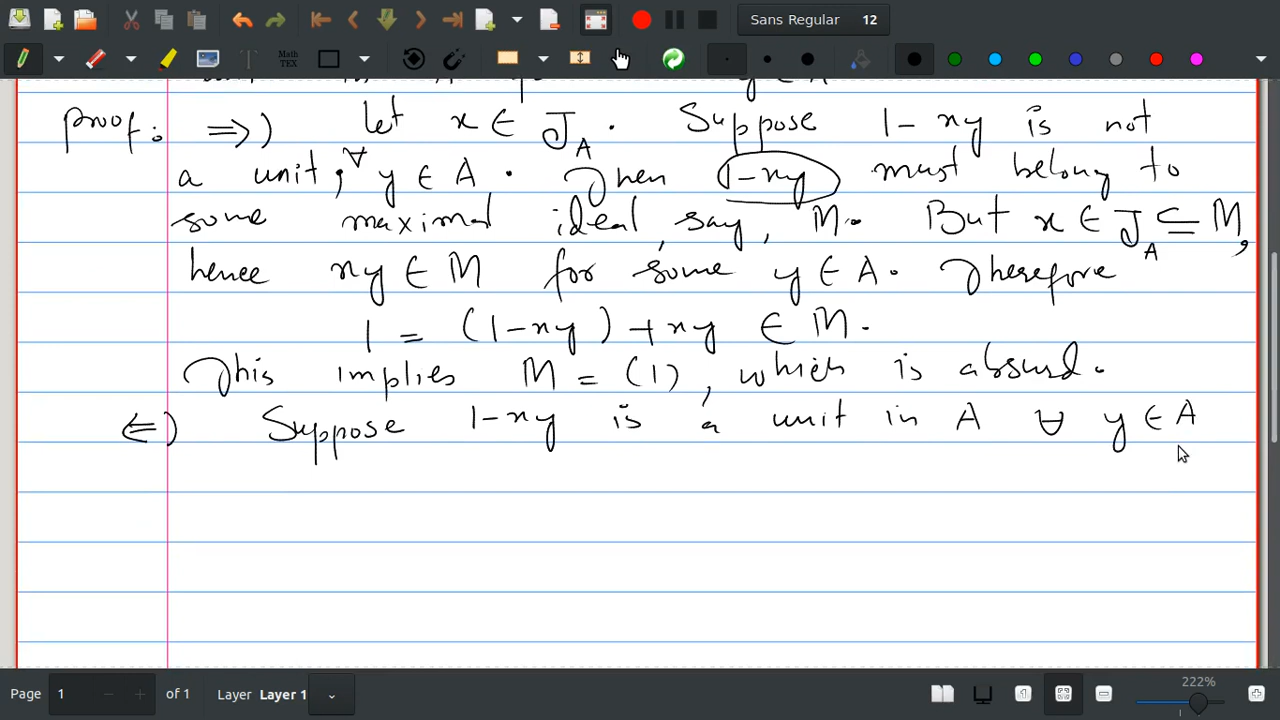 Sans Regular 12
Math TEX
y ∈ A
proof: ⇒) let x ∈ J_A. Suppose 1-xy is not
a unit, ∀ y ∈ A. Then 1-xy must belong to
some maximal ideal, say, M. But x ∈ J_A ⊆ M,
hence xy ∈ M for some y ∈ A. Therefore
1 = (1-xy) + xy ∈ M.
This implies M = (1), which is absurd.
⇐) Suppose 1-xy is a unit in A ∀ y ∈ A
Page 1 of 1 Layer Layer 1 222%